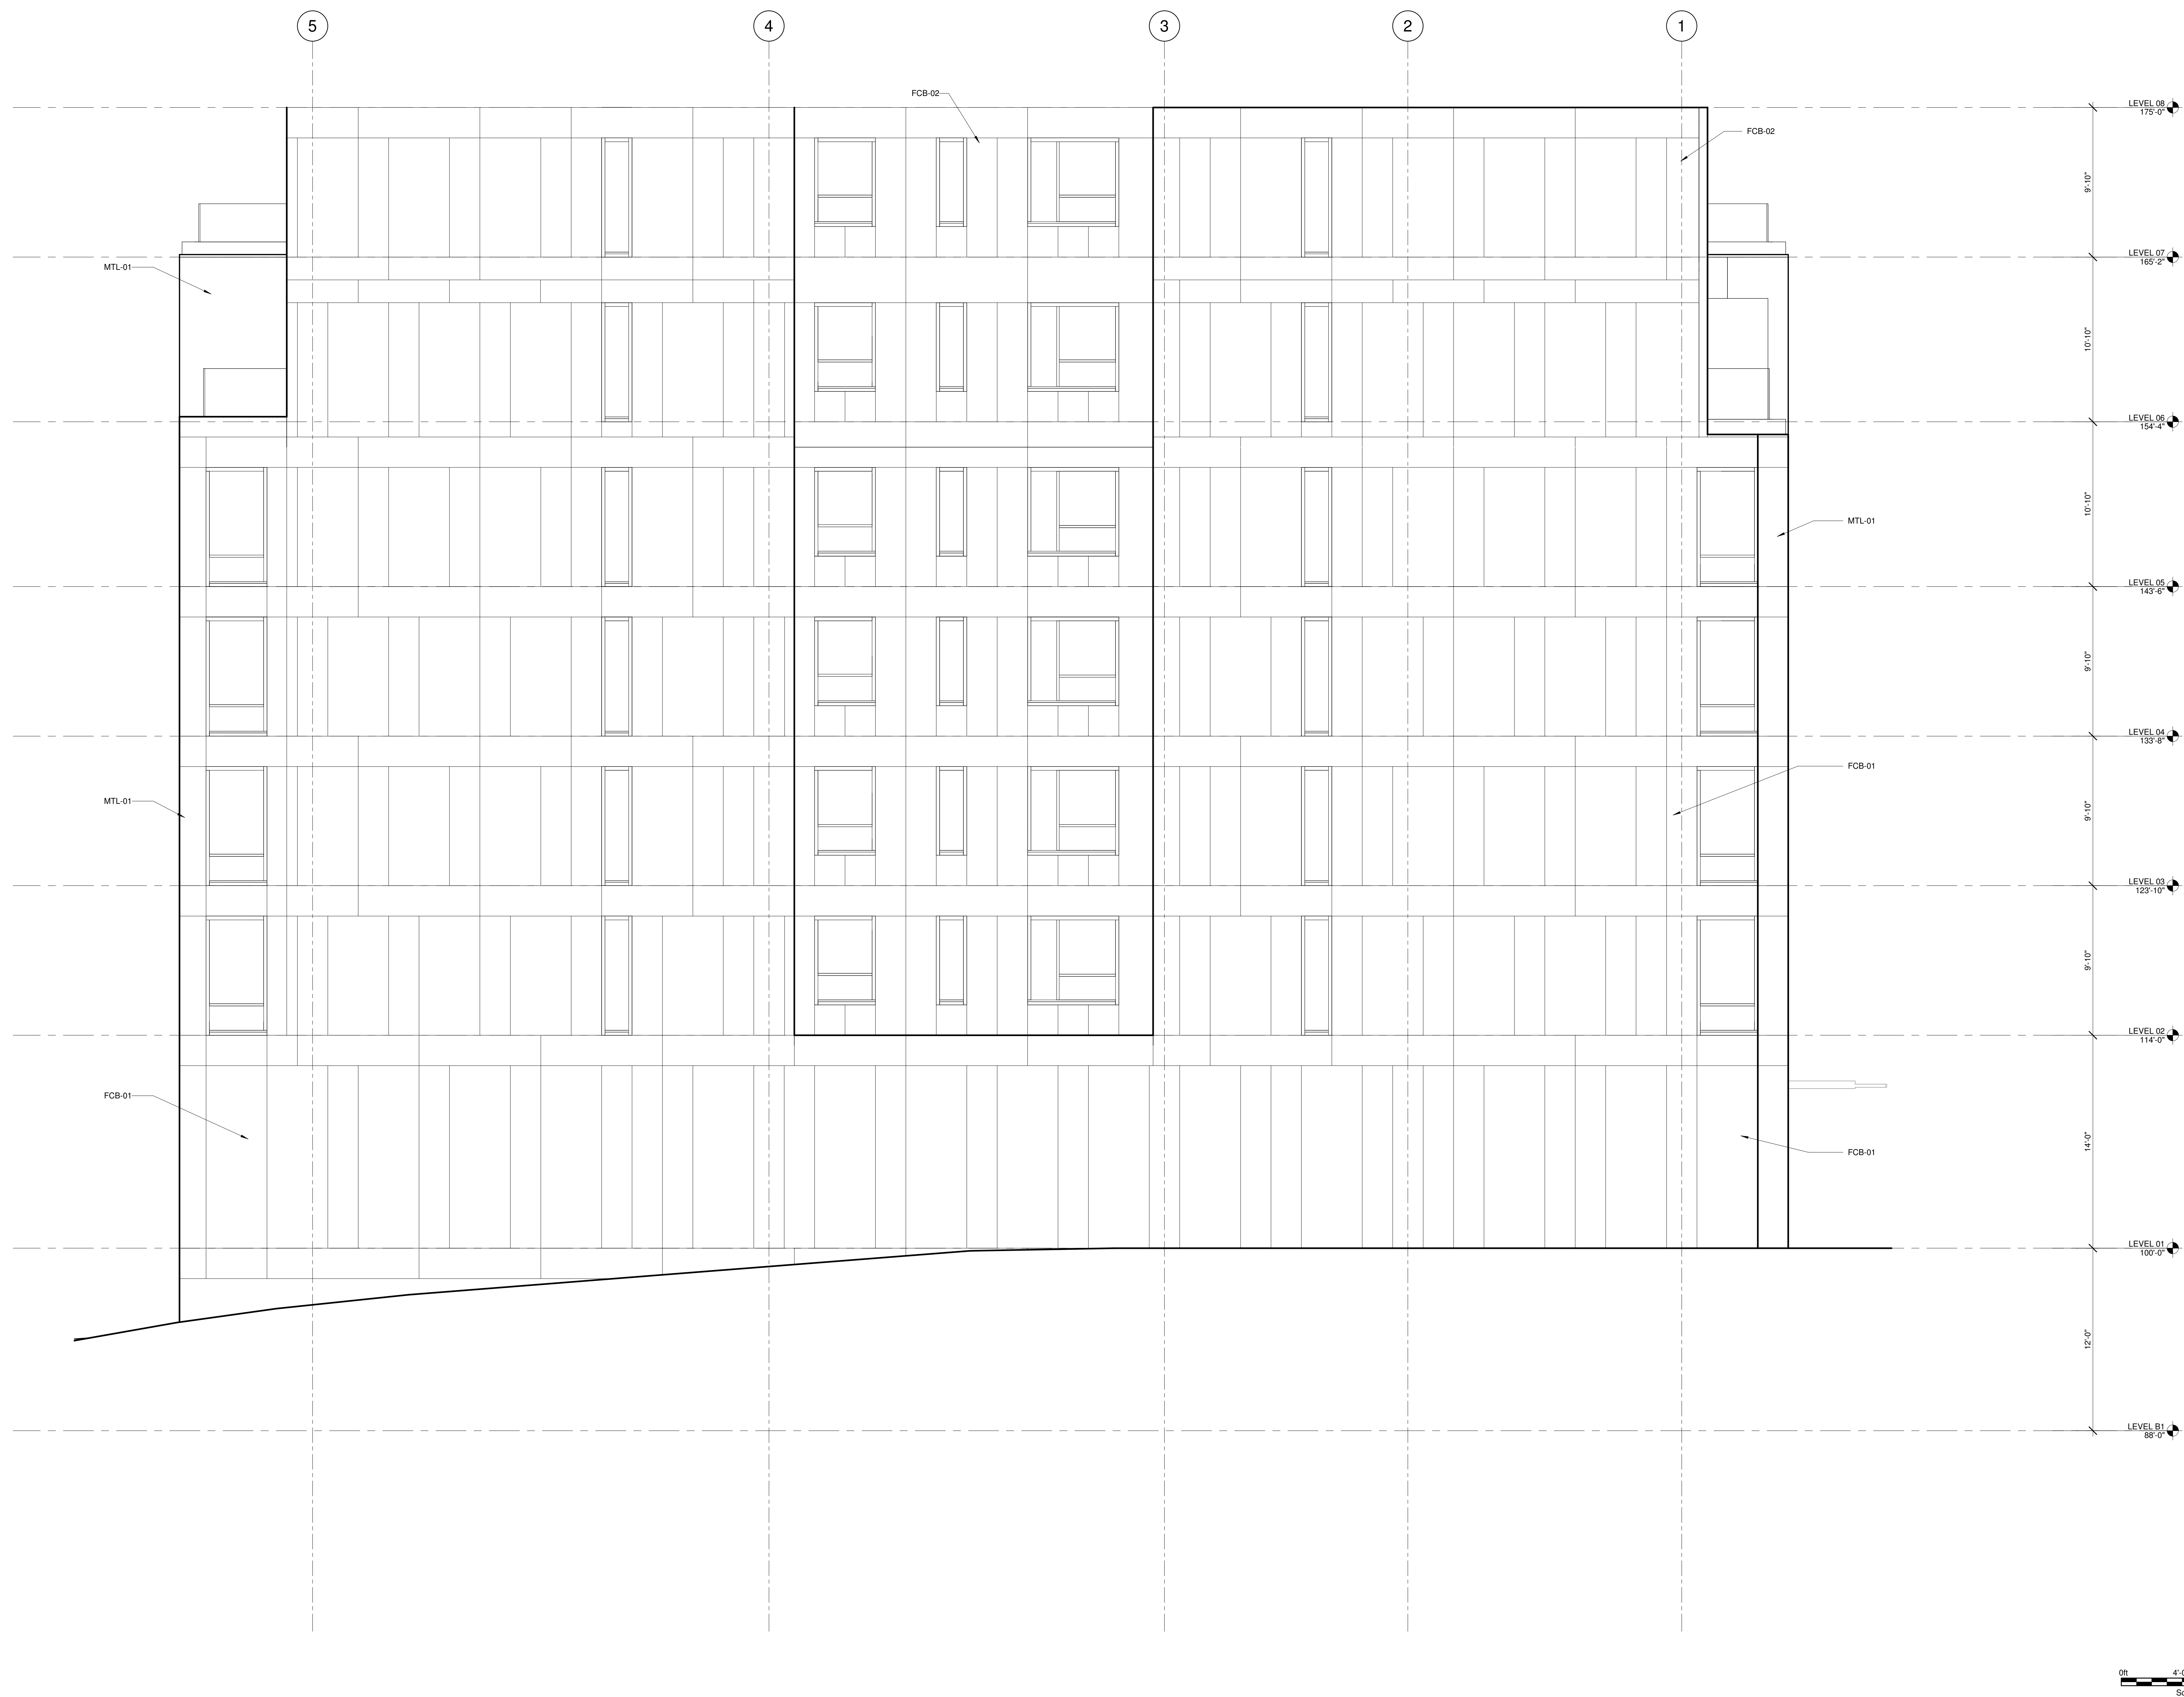 5
4
3
2
1
FCB-02
LEVEL 08
175'-0"
FCB-02
9'-10"
LEVEL 07
165'-2"
MTL-01
10'-10"
LEVEL 06
154'-4"
10'-10"
MTL-01
LEVEL 05
143'-6"
9'-10"
LEVEL 04
133'-8"
FCB-01
MTL-01
9'-10"
LEVEL 03
123'-10"
9'-10"
LEVEL 02
114'-0"
FCB-01
14'-0"
FCB-01
LEVEL 01
100'-0"
12'-0"
LEVEL B1
88'-0"
0ft